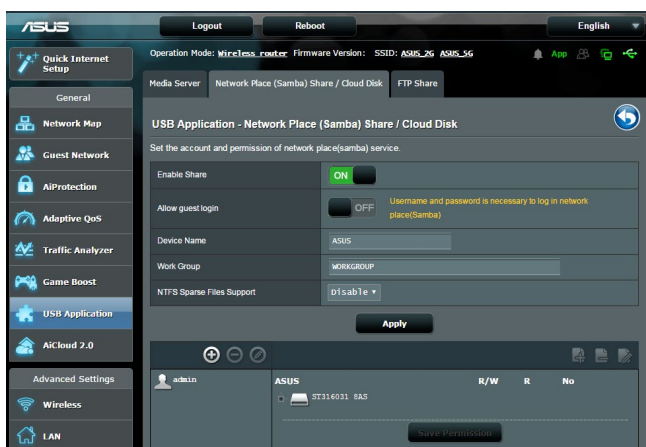 ASUS
Logout
Reboot
English
Quick Internet
Setup
Operation Mode: Wireless router Firmware Version: SSID: ASUS_2G ASUS_5G
App
Media Server
Network Place (Samba) Share / Cloud Disk
FTP Share
General
Network Map
Guest Network
AiProtection
Adaptive QoS
Traffic Analyzer
Game Boost
USB Application
AiCloud 2.0
Advanced Settings
Wireless
LAN
USB Application - Network Place (Samba) Share / Cloud Disk
Set the account and permission of network place(samba) service.
Enable Share
ON
Allow guest login
OFF
Username and password is necessary to log in network
place(Samba)
Device Name
ASUS
Work Group
WORKGROUP
NTFS Sparse Files Support
Disable
Apply
admin
ASUS
R/W
R
No
ST316031 8AS
Save Permission